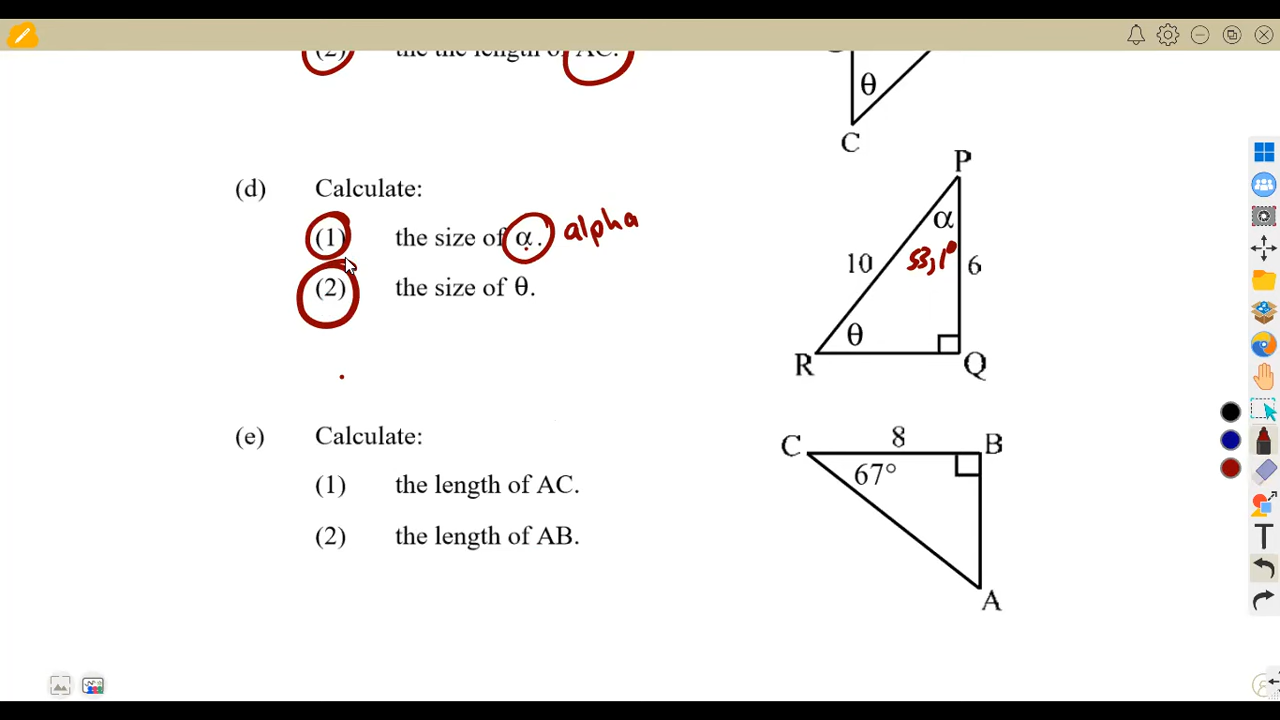 (2) the the length of AC.
θ
C
P
(d) Calculate:
α
(1) the size of α. alpha
10
53,1°
6
(2) the size of θ.
θ
R
Q
(e) Calculate:
8
C
B
67°
(1) the length of AC.
(2) the length of AB.
A
T